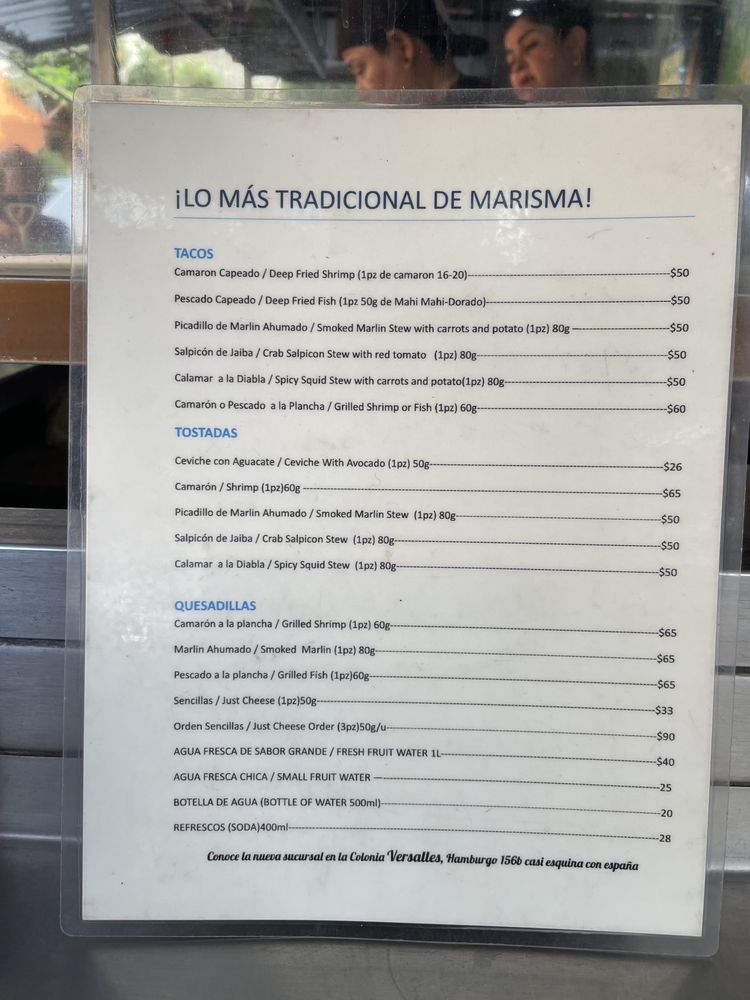 ¡LO MÁS TRADICIONAL DE MARISMA!
TACOS
Camaron Capeado / Deep Fried Shrimp (1pz de camaron 16-20)----------$50
Pescado Capeado / Deep Fried Fish (1pz 50g de Mahi Mahi-Dorado)----------$50
Picadillo de Marlin Ahumado / Smoked Marlin Stew with carrots and potato (1pz) 80g ----------$50
Salpicón de Jaiba / Crab Salpicon Stew with red tomato (1pz) 80g----------$50
Calamar a la Diabla / Spicy Squid Stew with carrots and potato(1pz) 80g----------$50
Camarón o Pescado a la Plancha / Grilled Shrimp or Fish (1pz) 60g----------$60
TOSTADAS
Ceviche con Aguacate / Ceviche With Avocado (1pz) 50g----------$26
Camarón / Shrimp (1pz)60g ----------$65
Picadillo de Marlin Ahumado / Smoked Marlin Stew (1pz) 80g----------$50
Salpicón de Jaiba / Crab Salpicon Stew (1pz) 80g----------$50
Calamar a la Diabla / Spicy Squid Stew (1pz) 80g----------$50
QUESADILLAS
Camarón a la plancha / Grilled Shrimp (1pz) 60g----------$65
Marlin Ahumado / Smoked Marlin (1pz) 80g----------$65
Pescado a la plancha / Grilled Fish (1pz)60g----------$65
Sencillas / Just Cheese (1pz)50g----------$33
Orden Sencillas / Just Cheese Order (3pz)50g/u----------$90
AGUA FRESCA DE SABOR GRANDE / FRESH FRUIT WATER 1L----------$40
AGUA FRESCA CHICA / SMALL FRUIT WATER ----------25
BOTELLA DE AGUA (BOTTLE OF WATER 500ml)----------20
REFRESCOS (SODA)400ml----------28
Conoce la nueva sucursal en la Colonia Versalles, Hamburgo 156b casi esquina con españa